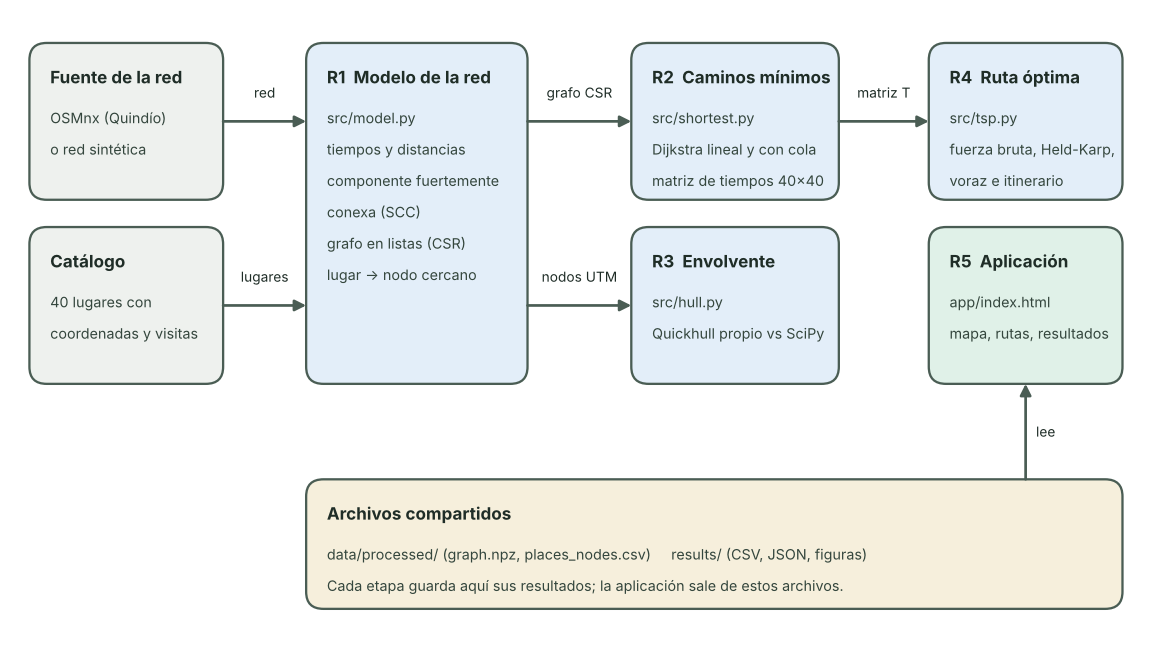 Fuente de la red
OSMnx (Quindío)
o red sintética
red
R1 Modelo de la red
src/model.py
tiempos y distancias
componente fuertemente
conexa (SCC)
grafo en listas (CSR)
lugar → nodo cercano
grafo CSR
R2 Caminos mínimos
src/shortest.py
Dijkstra lineal y con cola
matriz de tiempos 40×40
matriz T
R4 Ruta óptima
src/tsp.py
fuerza bruta, Held-Karp,
voraz e itinerario
Catálogo
40 lugares con
coordenadas y visitas
lugares
nodos UTM
R3 Envolvente
src/hull.py
Quickhull propio vs SciPy
R5 Aplicación
app/index.html
mapa, rutas, resultados
lee
Archivos compartidos
data/processed/ (graph.npz, places_nodes.csv) results/ (CSV, JSON, figuras)
Cada etapa guarda aquí sus resultados; la aplicación sale de estos archivos.